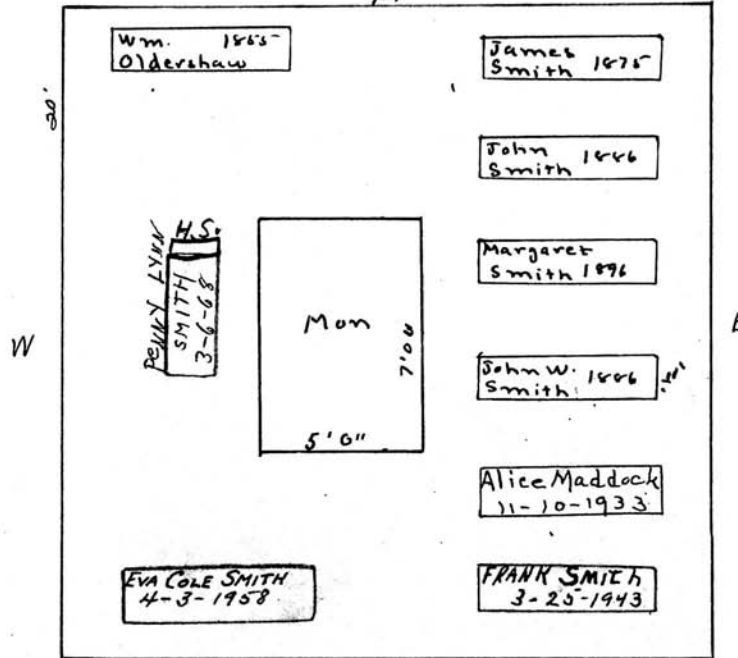 Wm. 1855
Oldershaw
James
Smith 1875
20'
John
Smith 1886
H.S.
PENNY LYNN
SMITH
3-6-68
Margaret
Smith 1896
Mon
7'00
5'0"
W
John W.
Smith 1886
Alice Maddock
11-10-1933
EVA COLE SMITH
4-3-1958
FRANK SMITH
3-25-1943